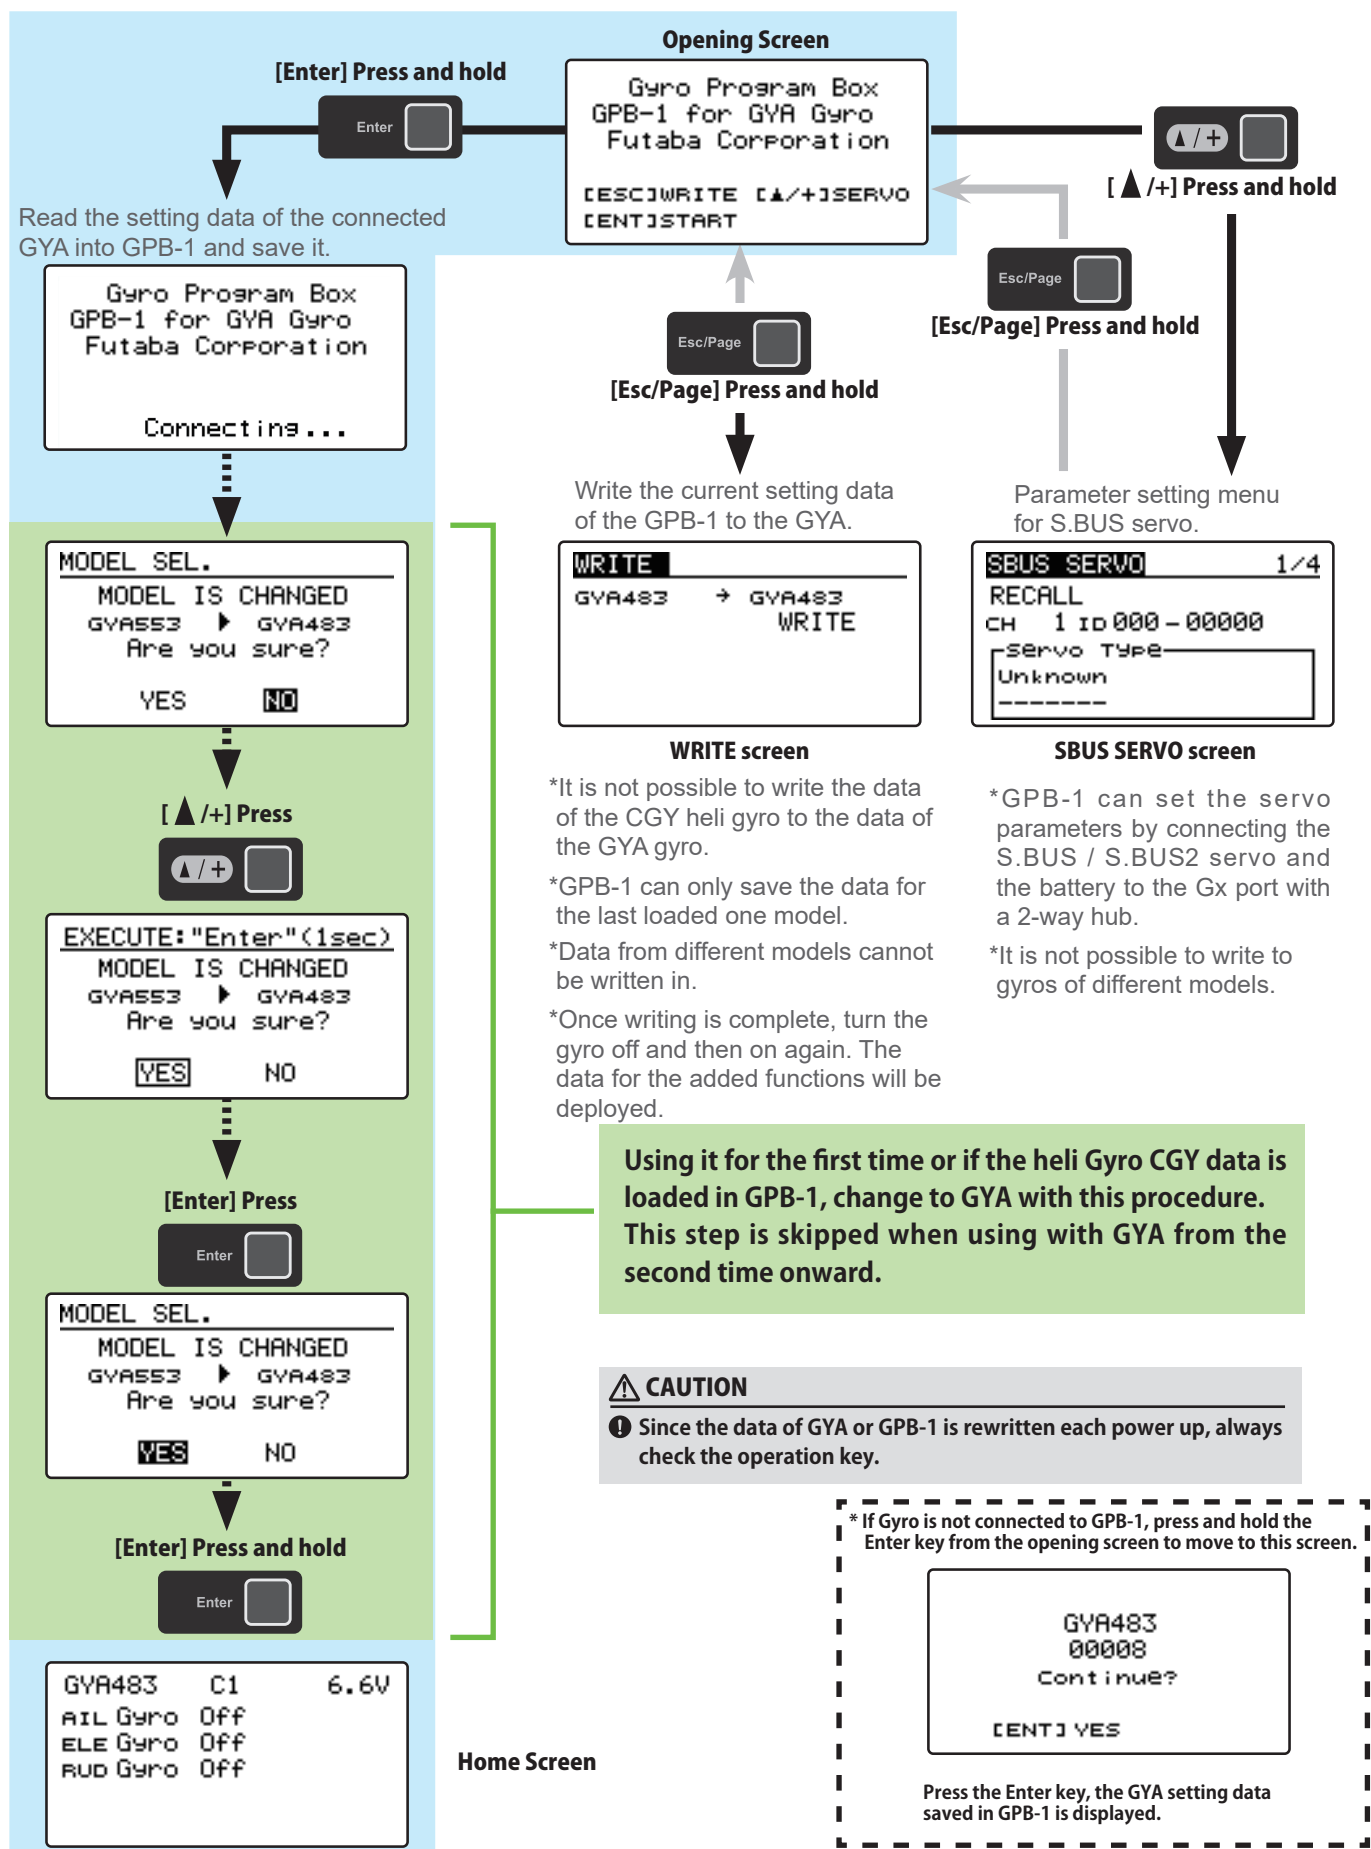 Opening Screen
[Enter] Press and hold
Enter
Gyro Program Box
GPB-1 for GYA Gyro
Futaba Corporation
[ESC]WRITE [▲/+]SERVO
[ENT]START
▲/+
[ ▲ /+] Press and hold
Read the setting data of the connected
GYA into GPB-1 and save it.
Gyro Program Box
GPB-1 for GYA Gyro
Futaba Corporation
Connecting...
Esc/Page
[Esc/Page] Press and hold
Esc/Page
[Esc/Page] Press and hold
Write the current setting data
of the GPB-1 to the GYA.
WRITE
GYA483 → GYA483
WRITE
WRITE screen
*It is not possible to write the data
of the CGY heli gyro to the data of
the GYA gyro.
*GPB-1 can only save the data for
the last loaded one model.
*Data from different models cannot
be written in.
*Once writing is complete, turn the
gyro off and then on again. The
data for the added functions will be
deployed.
Parameter setting menu
for S.BUS servo.
SBUS SERVO 1/4
RECALL
CH 1 ID 000-00000
Servo Type
Unknown
-------
SBUS SERVO screen
*GPB-1 can set the servo
parameters by connecting the
S.BUS / S.BUS2 servo and
the battery to the Gx port with
a 2-way hub.
*It is not possible to write to
gyros of different models.
MODEL SEL.
MODEL IS CHANGED
GYA553 ▶ GYA483
Are you sure?
YES NO
[ ▲ /+] Press
▲/+
EXECUTE:"Enter"(1sec)
MODEL IS CHANGED
GYA553 ▶ GYA483
Are you sure?
YES NO
[Enter] Press
Enter
MODEL SEL.
MODEL IS CHANGED
GYA553 ▶ GYA483
Are you sure?
YES NO
[Enter] Press and hold
Enter
Using it for the first time or if the heli Gyro CGY data is
loaded in GPB-1, change to GYA with this procedure.
This step is skipped when using with GYA from the
second time onward.
CAUTION
Since the data of GYA or GPB-1 is rewritten each power up, always
check the operation key.
GYA483 C1 6.6V
AIL Gyro Off
ELE Gyro Off
RUD Gyro Off
Home Screen
* If Gyro is not connected to GPB-1, press and hold the
Enter key from the opening screen to move to this screen.
GYA483
00008
Continue?
[ENT] YES
Press the Enter key, the GYA setting data
saved in GPB-1 is displayed.